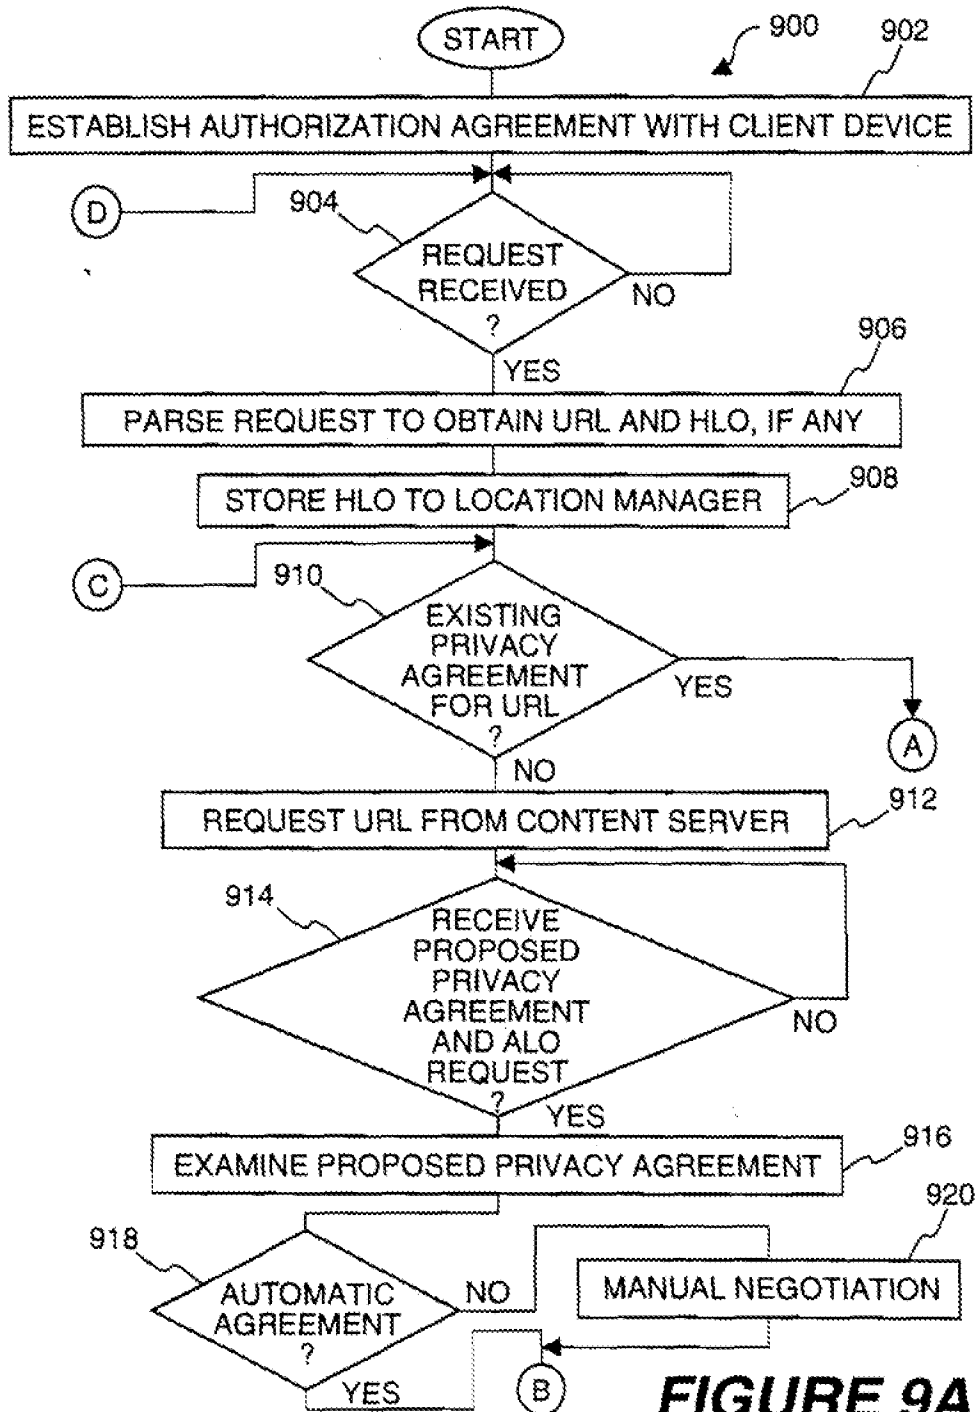 START
900
902
ESTABLISH AUTHORIZATION AGREEMENT WITH CLIENT DEVICE
D
904
REQUEST
RECEIVED
?
NO
YES
906
PARSE REQUEST TO OBTAIN URL AND HLO, IF ANY
908
STORE HLO TO LOCATION MANAGER
C
910
EXISTING
PRIVACY
AGREEMENT
FOR URL
?
YES
A
NO
912
REQUEST URL FROM CONTENT SERVER
914
RECEIVE
PROPOSED
PRIVACY
AGREEMENT
AND ALO
REQUEST
?
NO
YES
916
EXAMINE PROPOSED PRIVACY AGREEMENT
918
920
AUTOMATIC
AGREEMENT
?
NO
MANUAL NEGOTIATION
YES
B
FIGURE 9A